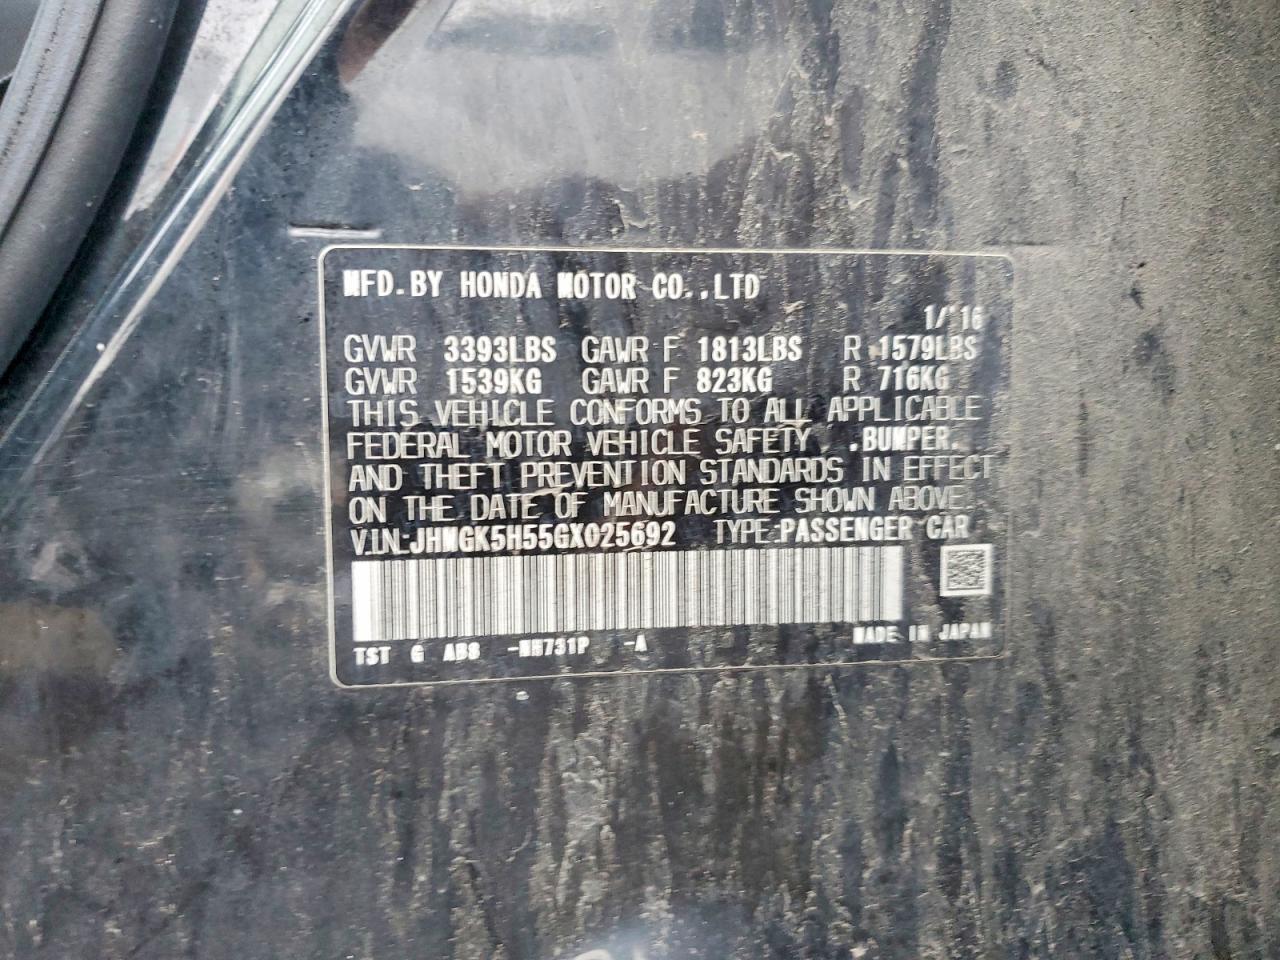 MFD. BY HONDA MOTOR CO.,LTD
1/'16
GVWR 3393LBS GAWR F 1813LBS R 1579LBS
GVWR 1539KG GAWR F 823KG R 716KG
THIS VEHICLE CONFORMS TO ALL APPLICABLE
FEDERAL MOTOR VEHICLE SAFETY ,BUMPER,
AND THEFT PREVENTION STANDARDS IN EFFECT
ON THE DATE OF MANUFACTURE SHOWN ABOVE.
V.I.N.:JHMGK5H55GX025692 TYPE:PASSENGER CAR
TST G ABS -NH731P -A MADE IN JAPAN